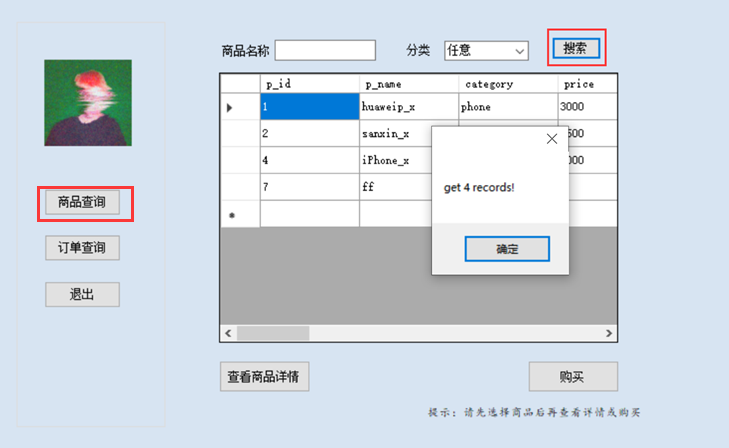 商品名称 分类 任意 搜索
p_id p_name category price
1 huaweip_x phone 3000
2 sanxin_x 500
4 iPhone_x 000
7 ff
get 4 records!
确定
商品查询
订单查询
退出
查看商品详情 购买
提示：请先选择商品后再查看详情或购买